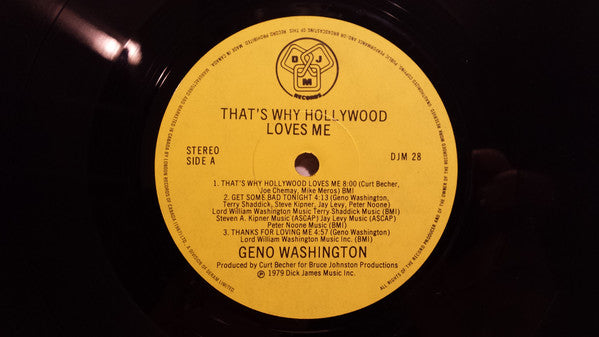 D J M
RECORDS
THAT'S WHY HOLLYWOOD
LOVES ME
STEREO
SIDE A
DJM 28
1. THAT'S WHY HOLLYWOOD LOVES ME 8:00 (Curt Becher,
Joe Chemay, Mike Meros) BMI
2. GET SOME BAD TONIGHT 4:13 (Geno Washington,
Terry Shaddick, Steve Kipner, Jay Levy, Peter Noone)
Lord William Washington Music Terry Shaddick Music (BMI)
Steven A. Kipner Music (ASCAP) Jay Levy Music (ASCAP)
Peter Noone Music (BMI)
3. THANKS FOR LOVING ME 4:57 (Geno Washington)
Lord William Washington Music Inc. (BMI)
GENO WASHINGTON
Produced by Curt Becher for Bruce Johnston Productions
℗ 1979 Dick James Music Inc.
MADE IN CANADA